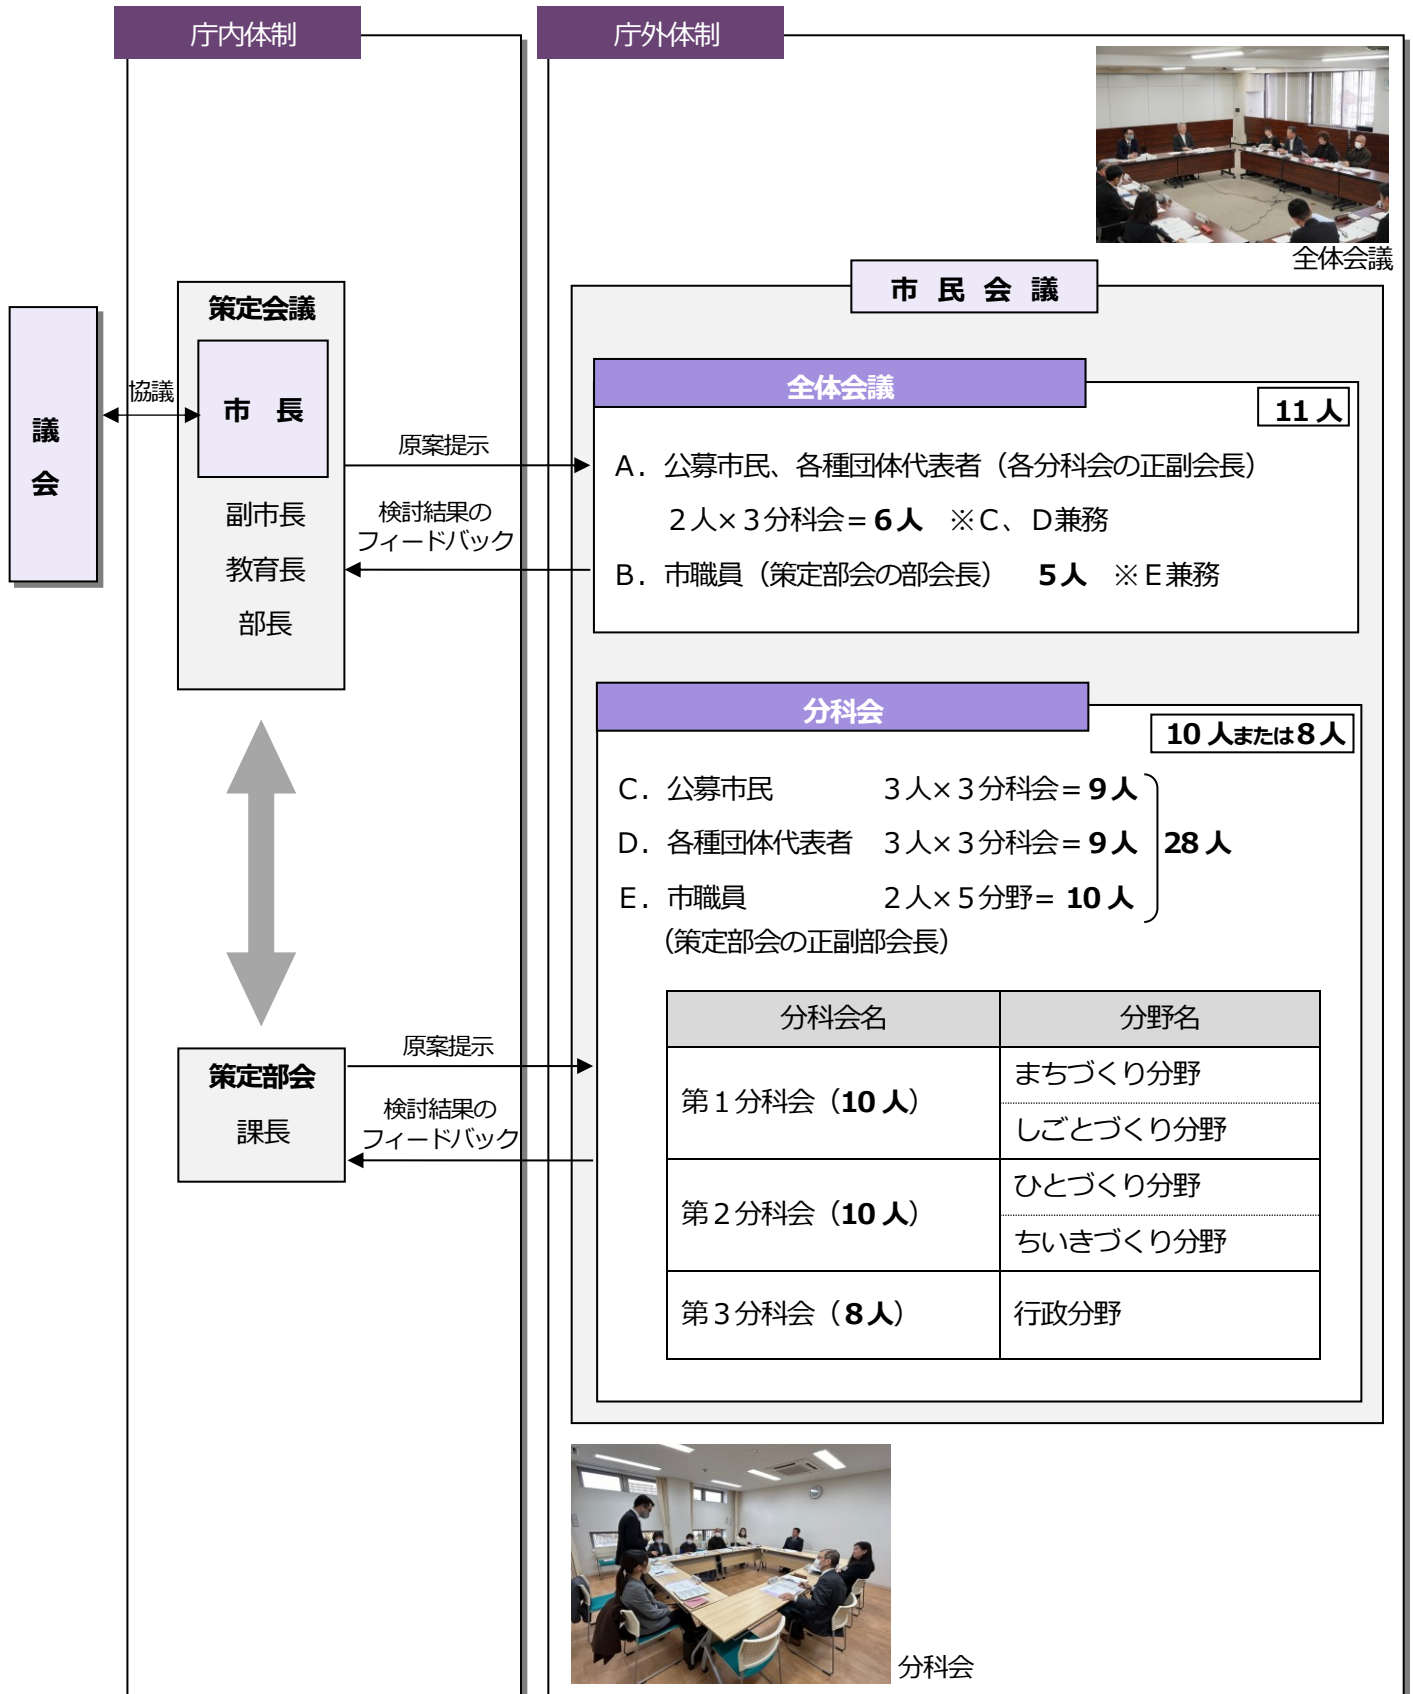 庁内体制
庁外体制
全体会議
議会
協議
策定会議
市 長
副市長
教育長
部長
原案提示
検討結果の
フィードバック
市 民 会 議
全体会議
11 人
A. 公募市民、各種団体代表者（各分科会の正副会長）
２人×３分科会＝６人 ※Ｃ、Ｄ兼務
B. 市職員（策定部会の部会長） ５人 ※Ｅ兼務
分科会
10 人または８人
C. 公募市民 ３人×３分科会＝９人
D. 各種団体代表者 ３人×３分科会＝９人
28 人
E. 市職員 ２人×５分野＝ 10 人
（策定部会の正副部会長）
策定部会
課長
原案提示
検討結果の
フィードバック
分科会名 分野名
第１分科会（10 人） まちづくり分野
しごとづくり分野
第２分科会（10 人） ひとづくり分野
ちいきづくり分野
第３分科会（８人） 行政分野
分科会